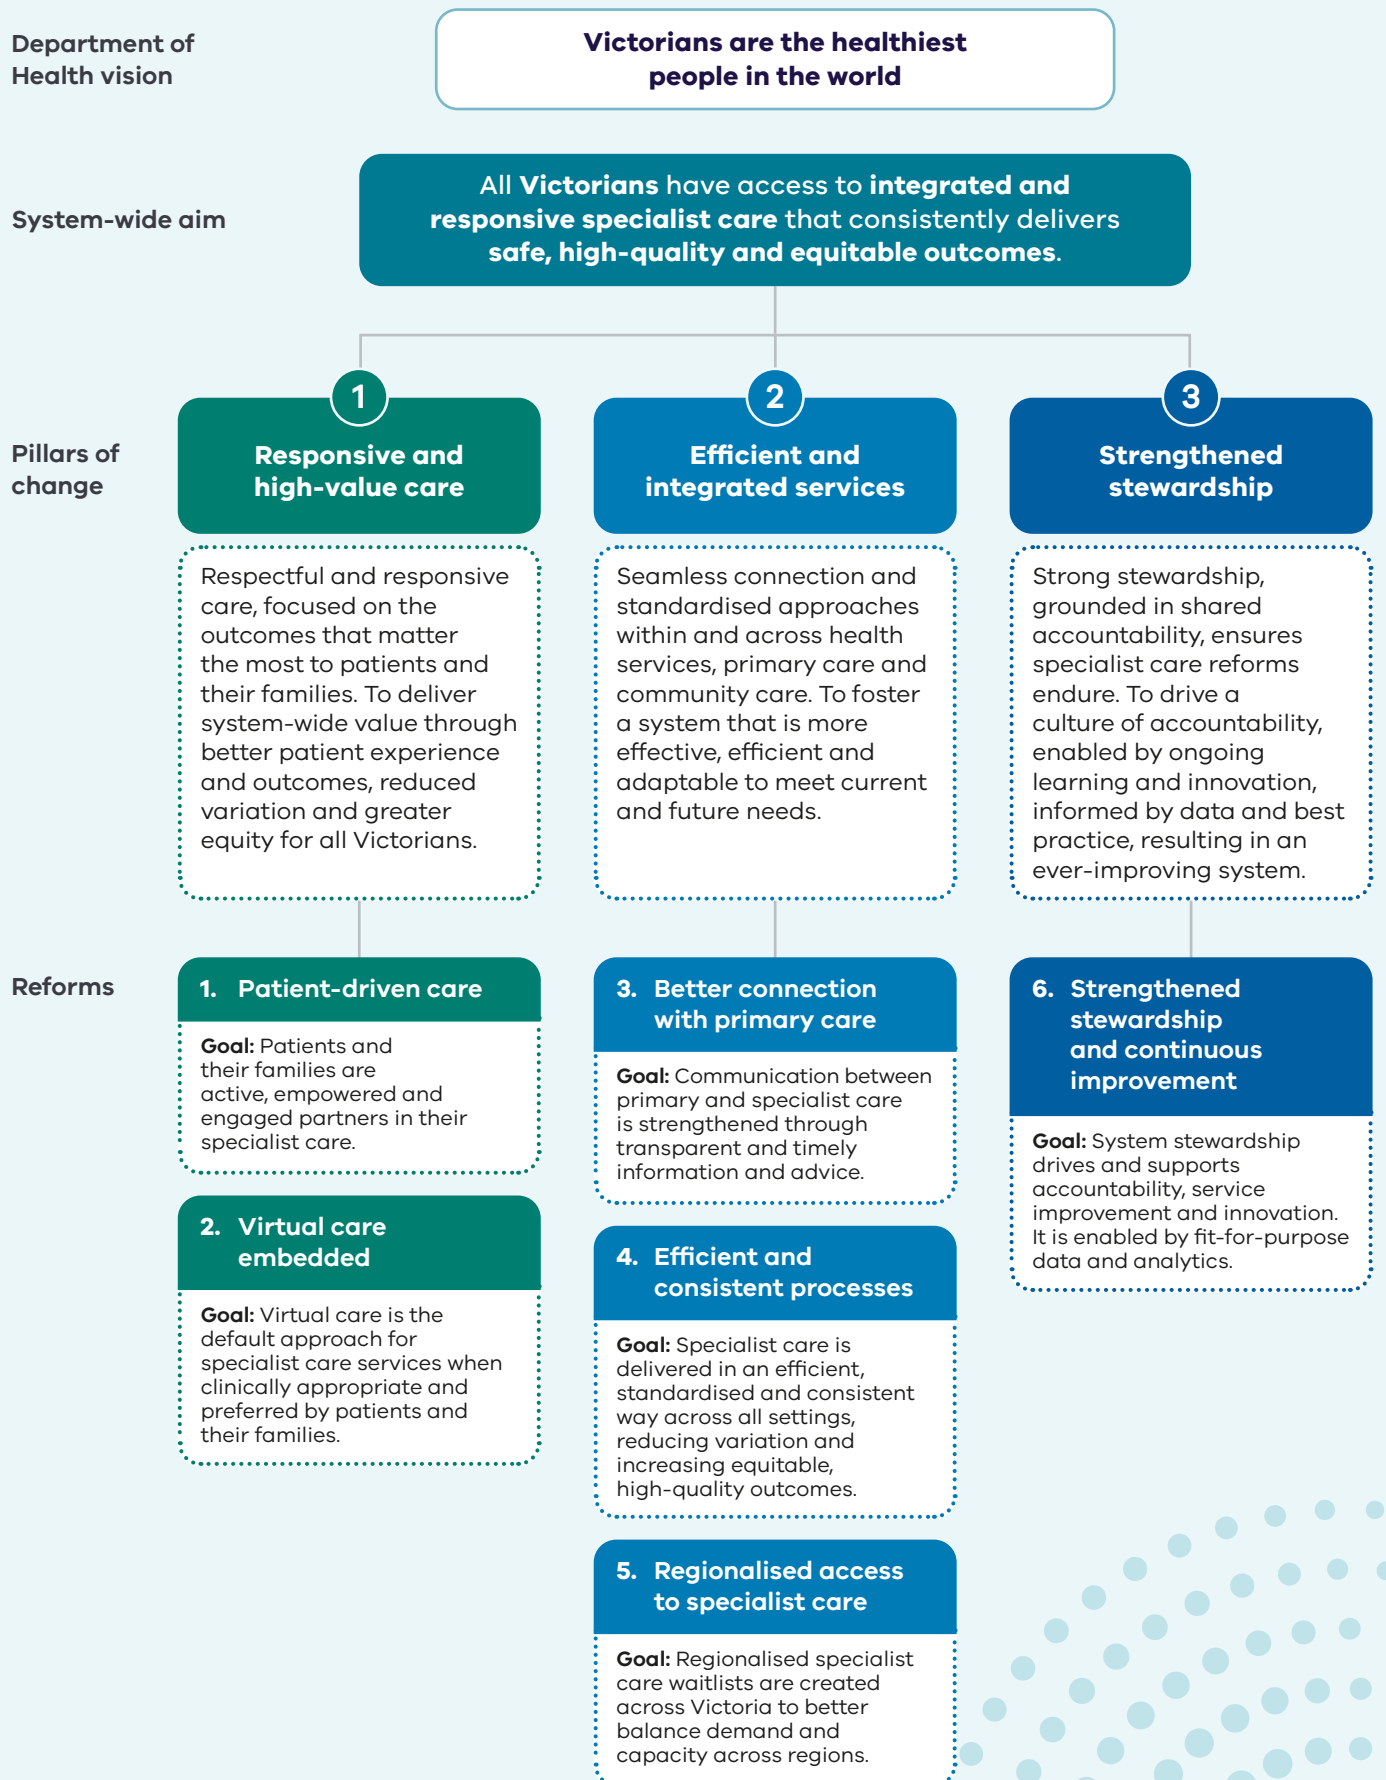 Department of
Health vision
Victorians are the healthiest
people in the world
System-wide aim
All Victorians have access to integrated and
responsive specialist care that consistently delivers
safe, high-quality and equitable outcomes.
Pillars of
change
1
Responsive and
high-value care
Respectful and responsive
care, focused on the
outcomes that matter
the most to patients and
their families. To deliver
system-wide value through
better patient experience
and outcomes, reduced
variation and greater
equity for all Victorians.
2
Efficient and
integrated services
Seamless connection and
standardised approaches
within and across health
services, primary care and
community care. To foster
a system that is more
effective, efficient and
adaptable to meet current
and future needs.
3
Strengthened
stewardship
Strong stewardship,
grounded in shared
accountability, ensures
specialist care reforms
endure. To drive a
culture of accountability,
enabled by ongoing
learning and innovation,
informed by data and best
practice, resulting in an
ever-improving system.
Reforms
1. Patient-driven care
Goal: Patients and
their families are
active, empowered and
engaged partners in their
specialist care.
2. Virtual care
embedded
Goal: Virtual care is the
default approach for
specialist care services when
clinically appropriate and
preferred by patients and
their families.
3. Better connection
with primary care
Goal: Communication between
primary and specialist care
is strengthened through
transparent and timely
information and advice.
4. Efficient and
consistent processes
Goal: Specialist care is
delivered in an efficient,
standardised and consistent
way across all settings,
reducing variation and
increasing equitable,
high-quality outcomes.
5. Regionalised access
to specialist care
Goal: Regionalised specialist
care waitlists are created
across Victoria to better
balance demand and
capacity across regions.
6. Strengthened
stewardship
and continuous
improvement
Goal: System stewardship
drives and supports
accountability, service
improvement and innovation.
It is enabled by fit-for-purpose
data and analytics.